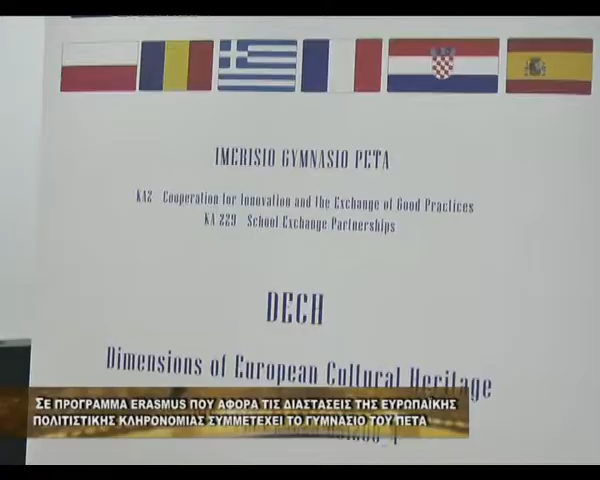 IMERISIO GYMNASIO PETA
KA2 Cooperation for Innovation and the Exchange of Good Practices
KA 229 School Exchange Partnerships
DECH
Dimensions of European Cultural Heritage
ΣΕ ΠΡΟΓΡΑΜΜΑ ERASMUS ΠΟΥ ΑΦΟΡΑ ΤΙΣ ΔΙΑΣΤΑΣΕΙΣ ΤΗΣ ΕΥΡΩΠΑΪΚΗΣ
ΠΟΛΙΤΙΣΤΙΚΗΣ ΚΛΗΡΟΝΟΜΙΑΣ ΣΥΜΜΕΤΕΧΕΙ ΤΟ ΓΥΜΝΑΣΙΟ ΤΟΥ ΠΕΤΑ